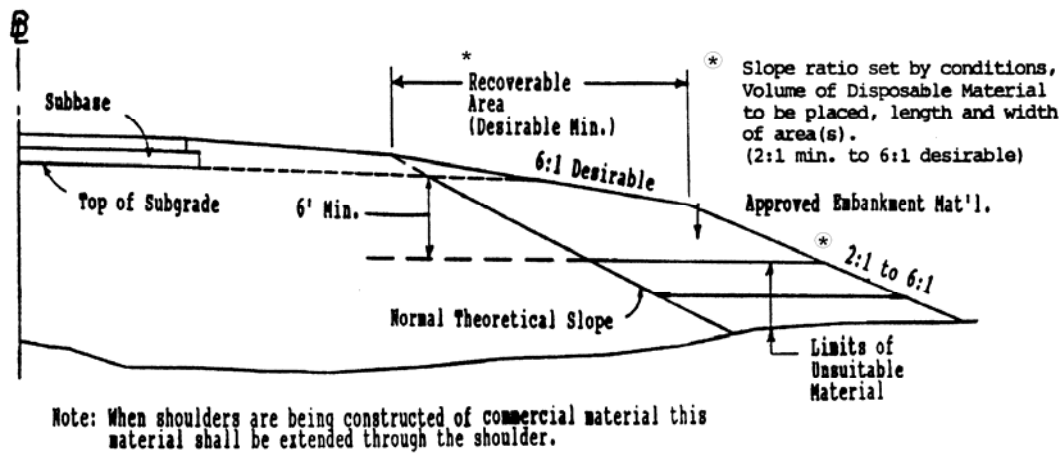 ℄
*
Recoverable
Area
(Desirable Min.)
* Slope ratio set by conditions,
Volume of Disposable Material
to be placed, length and width
of area(s).
(2:1 min. to 6:1 desirable)
Subbase
6:1 Desirable
Top of Subgrade
6' Min.
Approved Embankment Mat'l.
*
2:1 to 6:1
Normal Theoretical Slope
Limits of
Unsuitable
Material
Note: When shoulders are being constructed of commercial material this
material shall be extended through the shoulder.